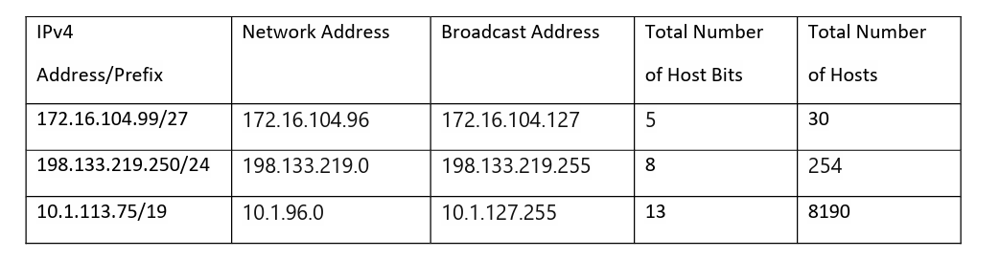 IPv4 Network Address Broadcast Address Total Number Total Number
Address/Prefix of Host Bits of Hosts
172.16.104.99/27 172.16.104.96 172.16.104.127 5 30
198.133.219.250/24 198.133.219.0 198.133.219.255 8 254
10.1.113.75/19 10.1.96.0 10.1.127.255 13 8190